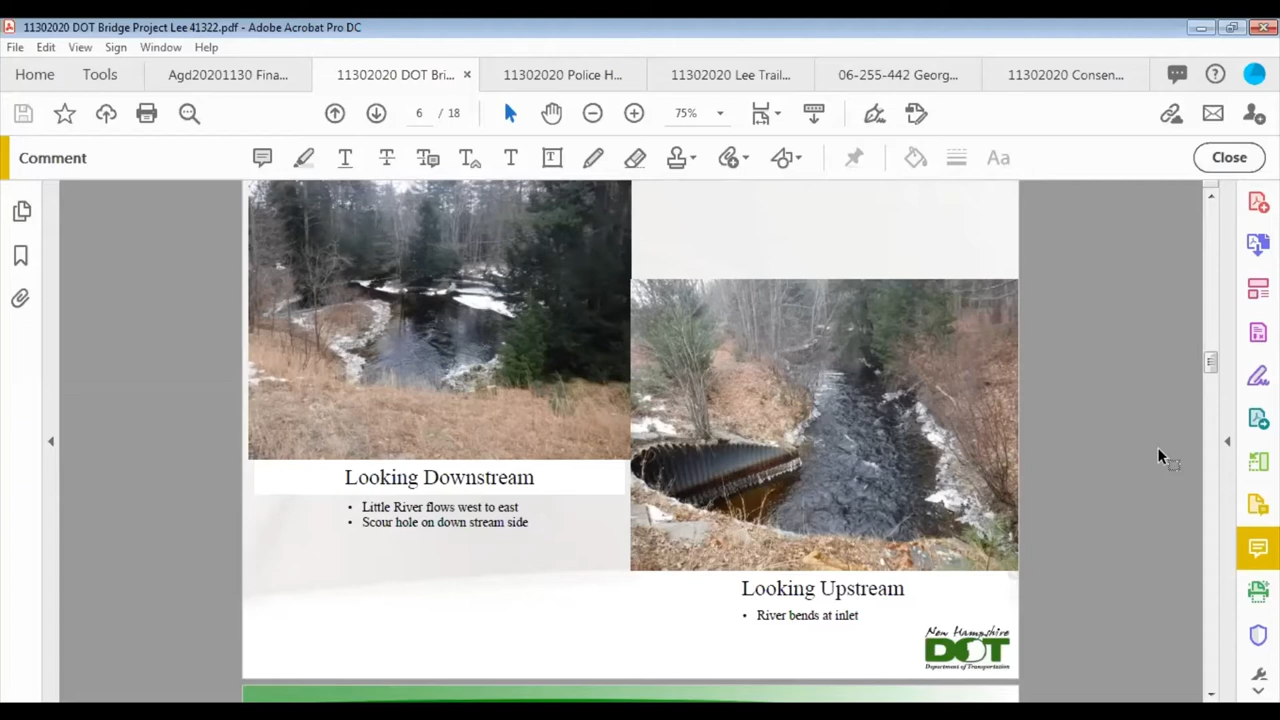 11302020 DOT Bridge Project Lee 41322.pdf - Adobe Acrobat Pro DC
File Edit View Sign Window Help
Home Tools Agd20201130 Fina... 11302020 DOT Bri... × 11302020 Police H... 11302020 Lee Trail... 06-255-442 Georg... 11302020 Consen...
6 / 18 75%
Comment Close
Looking Downstream
• Little River flows west to east
• Scour hole on down stream side
Looking Upstream
• River bends at inlet
New Hampshire
DOT
Department of Transportation